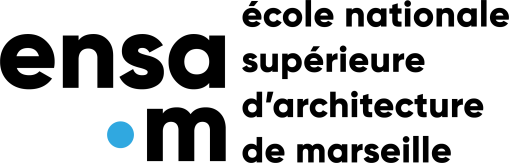 ensa
•m
école nationale
supérieure
d'architecture
de marseille